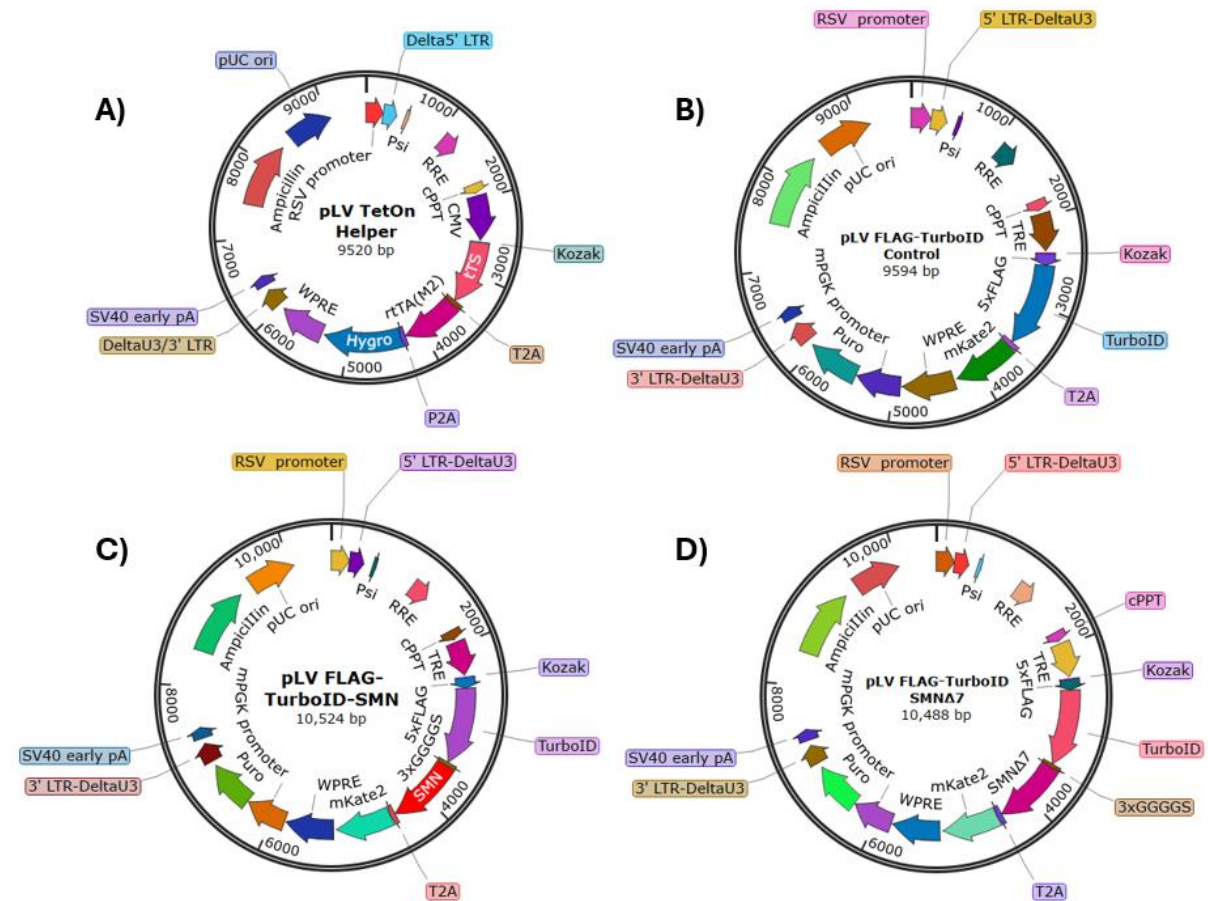 A)
pUC ori
Delta5' LTR
9000
1000
Psi
RRE
2000
cPPT
CMV
Kozak
3000
tTS
rtTA(M2)
4000
T2A
P2A
5000
Hygro
WPRE
6000
DeltaU3/3' LTR
SV40 early pA
7000
8000
Ampicillin
RSV promoter
pLV TetOn
Helper
9520 bp
B)
RSV promoter
5' LTR-DeltaU3
9000
1000
Psi
RRE
2000
cPPT
TRE
Kozak
5xFLAG
3000
TurboID
T2A
4000
mKate2
WPRE
5000
mPGK promoter
Puro
6000
3' LTR-DeltaU3
SV40 early pA
7000
8000
AmpicIIin
pUC ori
pLV FLAG-TurboID
Control
9594 bp
C)
RSV promoter
5' LTR-DeltaU3
10,000
Psi
RRE
2000
cPPT
TRE
Kozak
5xFLAG
TurboID
3xGGGGS
SMN
4000
T2A
mKate2
WPRE
6000
mPGK promoter
Puro
3' LTR-DeltaU3
SV40 early pA
8000
AmpicIIin
pUC ori
pLV FLAG-
TurboID-SMN
10,524 bp
D)
RSV promoter
5' LTR-DeltaU3
10,000
Psi
RRE
2000
cPPT
TRE
Kozak
5xFLAG
TurboID
3xGGGGS
4000
SMNΔ7
T2A
mKate2
WPRE
6000
mPGK promoter
Puro
3' LTR-DeltaU3
SV40 early pA
8000
AmpicIIin
pUC ori
pLV FLAG-TurboID
SMNΔ7
10,488 bp